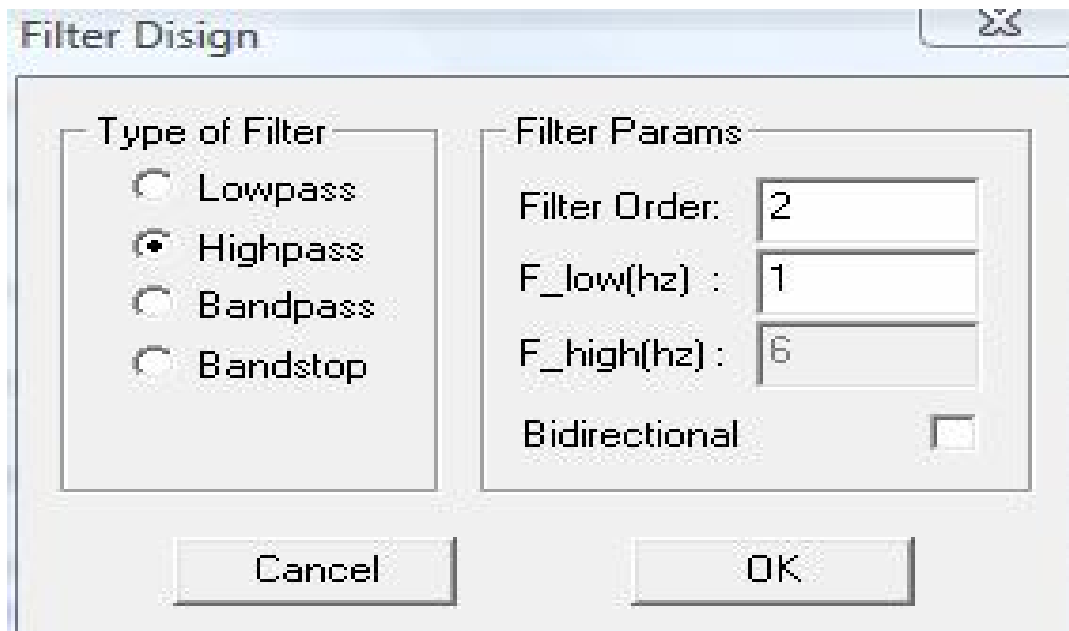 Filter Disign
Type of Filter
Lowpass
Highpass
Bandpass
Bandstop
Filter Params
Filter Order: 2
F_low(hz) : 1
F_high(hz) : 6
Bidirectional
Cancel
OK